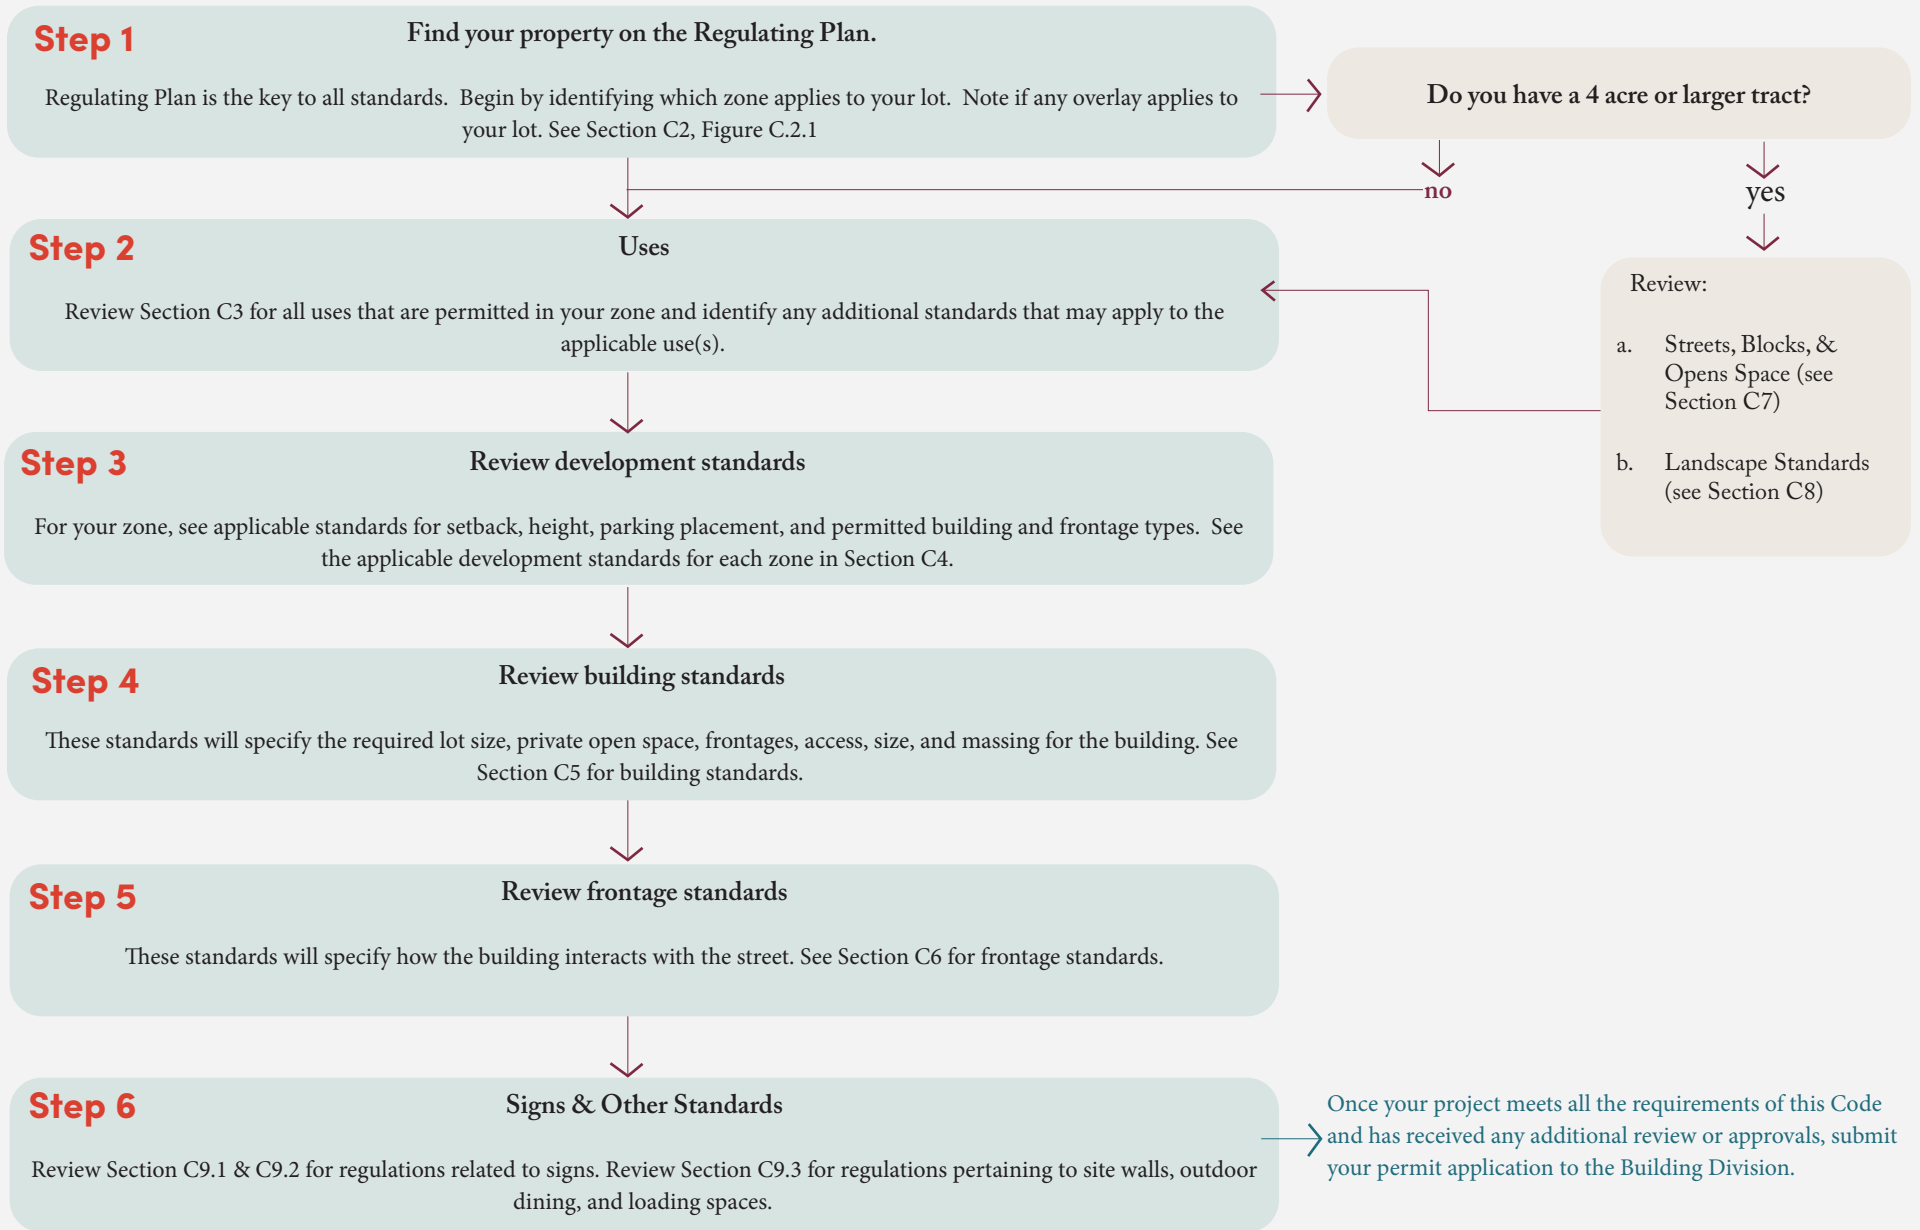 Step 1
Find your property on the Regulating Plan.
Regulating Plan is the key to all standards.  Begin by identifying which zone applies to your lot.  Note if any overlay applies to
your lot. See Section C2, Figure C.2.1
Do you have a 4 acre or larger tract?
no
yes
Review:
a. Streets, Blocks, &
Opens Space (see
Section C7)
b. Landscape Standards
(see Section C8)
Step 2
Uses
Review Section C3 for all uses that are permitted in your zone and identify any additional standards that may apply to the
applicable use(s).
Step 3
Review development standards
For your zone, see applicable standards for setback, height, parking placement, and permitted building and frontage types.  See
the applicable development standards for each zone in Section C4.
Step 4
Review building standards
These standards will specify the required lot size, private open space, frontages, access, size, and massing for the building. See
Section C5 for building standards.
Step 5
Review frontage standards
These standards will specify how the building interacts with the street. See Section C6 for frontage standards.
Step 6
Signs & Other Standards
Review Section C9.1 & C9.2 for regulations related to signs. Review Section C9.3 for regulations pertaining to site walls, outdoor
dining, and loading spaces.
Once your project meets all the requirements of this Code
and has received any additional review or approvals, submit
your permit application to the Building Division.